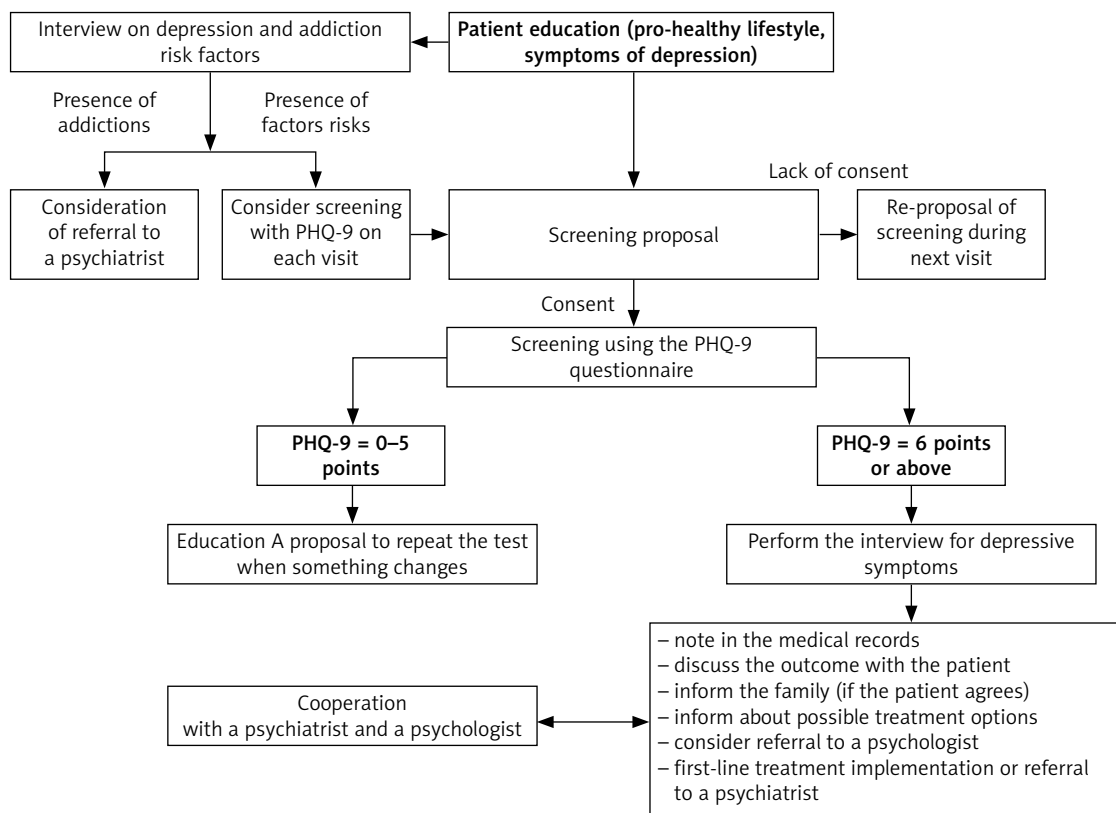 Interview on depression and addiction
risk factors
Patient education (pro-healthy lifestyle,
symptoms of depression)
Presence of
addictions
Presence of
factors risks
Lack of consent
Consideration
of referral to
a psychiatrist
Consider screening
with PHQ-9 on
each visit
Screening proposal
Re-proposal of
screening during
next visit
Consent
Screening using the PHQ-9
questionnaire
PHQ-9 = 0–5
points
PHQ-9 = 6 points
or above
Education A proposal to repeat the test
when something changes
Perform the interview for depressive
symptoms
Cooperation
with a psychiatrist and a psychologist
– note in the medical records
– discuss the outcome with the patient
– inform the family (if the patient agrees)
– inform about possible treatment options
– consider referral to a psychologist
– first-line treatment implementation or referral
to a psychiatrist